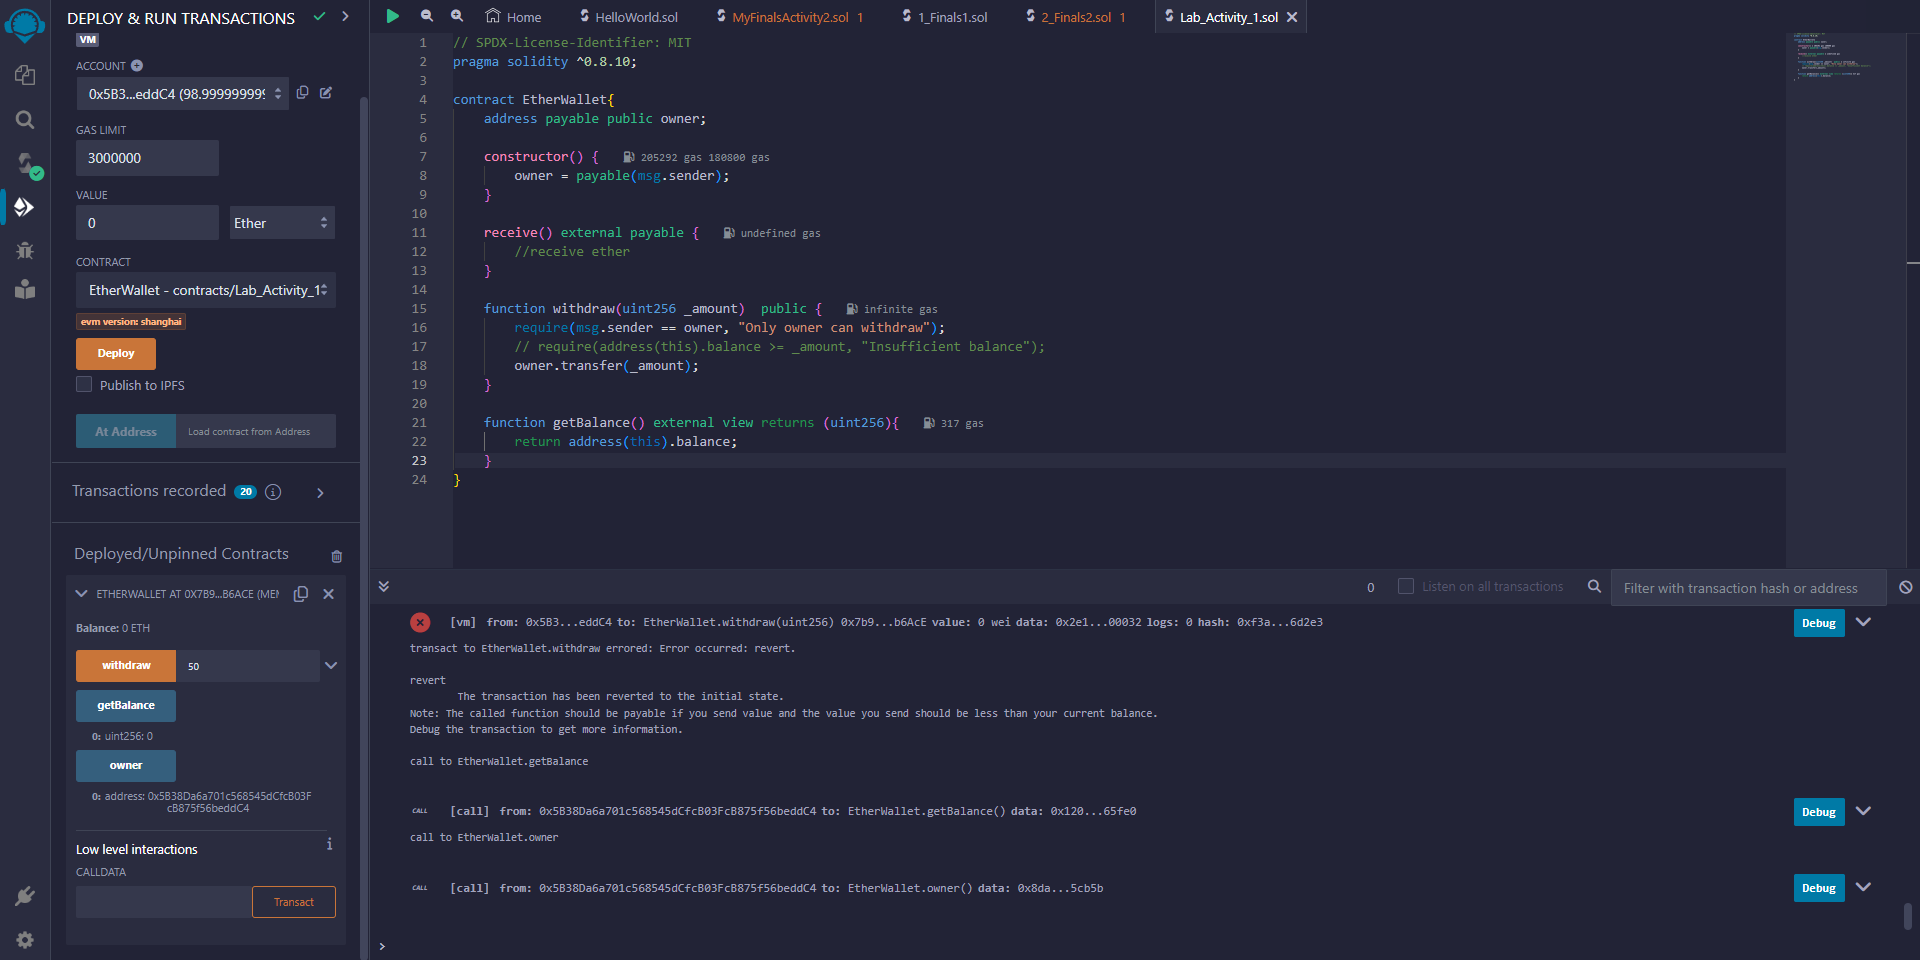 DEPLOY & RUN TRANSACTIONS
VM
ACCOUNT
0x5B3...eddC4 (98.9999999999
GAS LIMIT
3000000
VALUE
0
Ether
CONTRACT
EtherWallet - contracts/Lab_Activity_1
evm version: shanghai
Deploy
Publish to IPFS
At Address
Load contract from Address
Transactions recorded 20 i
Deployed/Unpinned Contracts
ETHERWALLET AT 0X7B9...B6ACE (MEM
Balance: 0 ETH
withdraw
50
getBalance
0: uint256: 0
owner
0: address: 0x5B38Da6a701c568545dCfcB03F
cB875f56beddC4
Low level interactions
i
CALLDATA
Transact
Home
HelloWorld.sol
MyFinalsActivity2.sol 1
1_Finals1.sol
2_Finals2.sol 1
Lab_Activity_1.sol
1 // SPDX-License-Identifier: MIT
2 pragma solidity ^0.8.10;
3
4 contract EtherWallet{
5 address payable public owner;
6
7 constructor() { 205292 gas 180800 gas
8 owner = payable(msg.sender);
9 }
10
11 receive() external payable { undefined gas
12 //receive ether
13 }
14
15 function withdraw(uint256 _amount)  public { infinite gas
16 require(msg.sender == owner, "Only owner can withdraw");
17 // require(address(this).balance >= _amount, "Insufficient balance");
18 owner.transfer(_amount);
19 }
20
21 function getBalance() external view returns (uint256){ 317 gas
22 return address(this).balance;
23 }
24 }
0
Listen on all transactions
Filter with transaction hash or address
[vm] from: 0x5B3...eddC4 to: EtherWallet.withdraw(uint256) 0x7b9...b6AcE value: 0 wei data: 0x2e1...00032 logs: 0 hash: 0xf3a...6d2e3
Debug
transact to EtherWallet.withdraw errored: Error occurred: revert.
revert
The transaction has been reverted to the initial state.
Note: The called function should be payable if you send value and the value you send should be less than your current balance.
Debug the transaction to get more information.
call to EtherWallet.getBalance
CALL [call] from: 0x5B38Da6a701c568545dCfcB03FcB875f56beddC4 to: EtherWallet.getBalance() data: 0x120...65fe0
Debug
call to EtherWallet.owner
CALL [call] from: 0x5B38Da6a701c568545dCfcB03FcB875f56beddC4 to: EtherWallet.owner() data: 0x8da...5cb5b
Debug
>